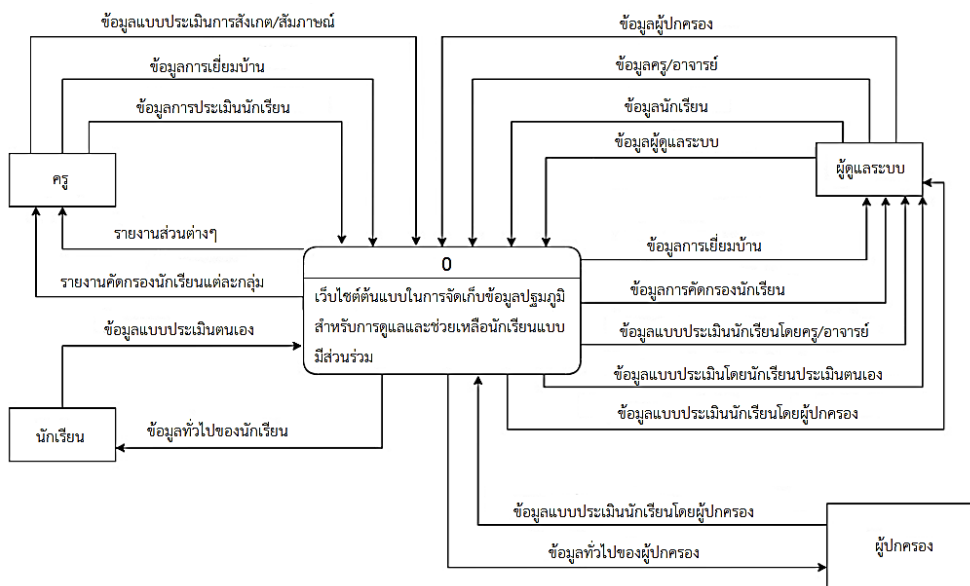 ข้อมูลแบบประเมินการสังเกต/สัมภาษณ์
ข้อมูลผู้ปกครอง
ข้อมูลการเยี่ยมบ้าน
ข้อมูลครู/อาจารย์
ข้อมูลการประเมินนักเรียน
ข้อมูลนักเรียน
ข้อมูลผู้ดูแลระบบ
ครู
ผู้ดูแลระบบ
รายงานส่วนต่างๆ
ข้อมูลการเยี่ยมบ้าน
0
รายงานคัดกรองนักเรียนแต่ละกลุ่ม
ข้อมูลการคัดกรองนักเรียน
เว็บไซต์ต้นแบบในการจัดเก็บข้อมูลปฐมภูมิ
สำหรับการดูแลและช่วยเหลือนักเรียนแบบ
มีส่วนร่วม
ข้อมูลแบบประเมินตนเอง
ข้อมูลแบบประเมินนักเรียนโดยครู/อาจารย์
ข้อมูลแบบประเมินโดยนักเรียนประเมินตนเอง
ข้อมูลแบบประเมินนักเรียนโดยผู้ปกครอง
นักเรียน
ข้อมูลทั่วไปของนักเรียน
ข้อมูลแบบประเมินนักเรียนโดยผู้ปกครอง
ข้อมูลทั่วไปของผู้ปกครอง
ผู้ปกครอง